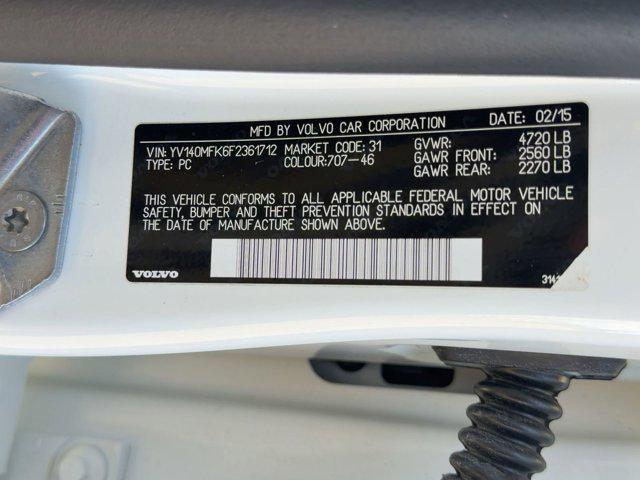 MFD BY VOLVO CAR CORPORATION DATE: 02/15
VIN: YV140MFK6F2361712 MARKET CODE: 31 GVWR: 4720 LB
TYPE: PC COLOUR:707-46 GAWR FRONT: 2560 LB
GAWR REAR: 2270 LB
THIS VEHICLE CONFORMS TO ALL APPLICABLE FEDERAL MOTOR VEHICLE
SAFETY, BUMPER AND THEFT PREVENTION STANDARDS IN EFFECT ON
THE DATE OF MANUFACTURE SHOWN ABOVE.
VOLVO